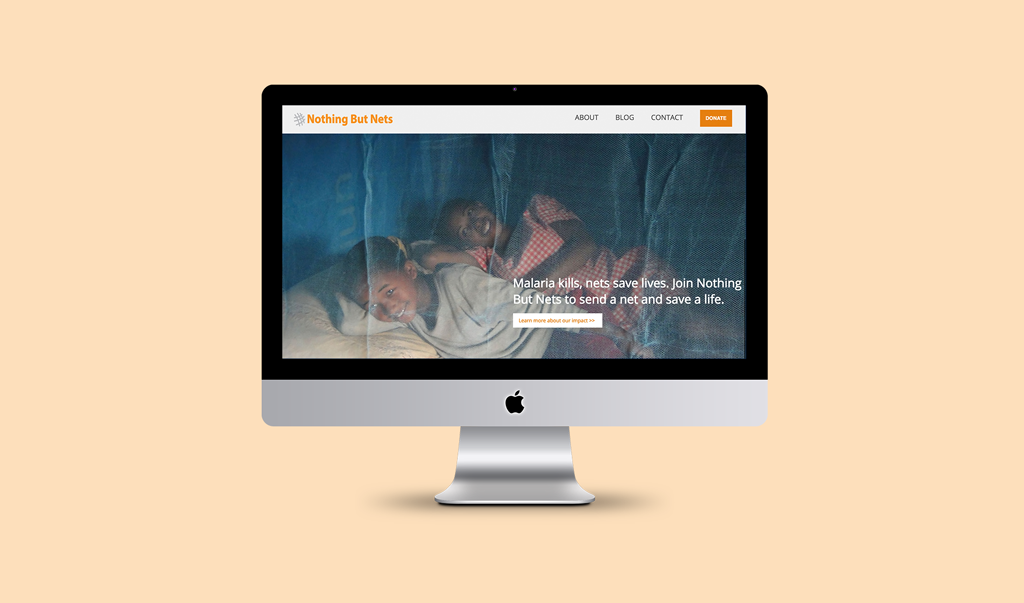 Nothing But Nets
ABOUT
BLOG
CONTACT
DONATE
Malaria kills, nets save lives. Join Nothing
But Nets to send a net and save a life.
Learn more about our impact >>